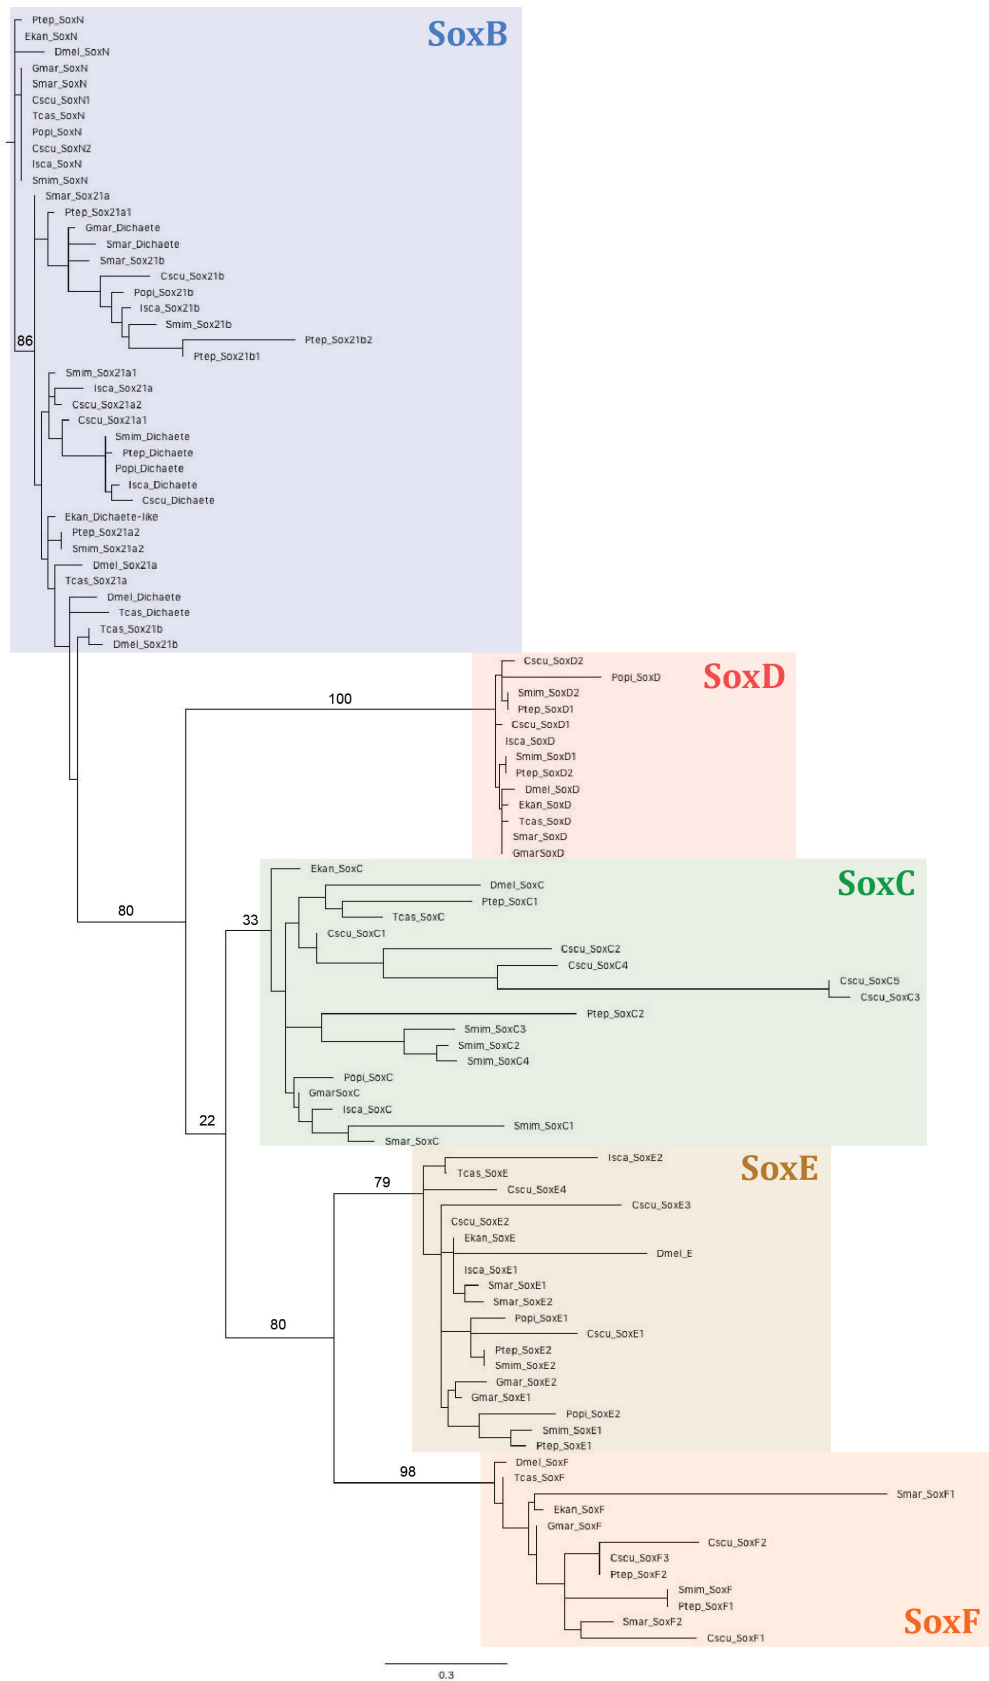 SoxB
Ptep_SoxN
Ekan_SoxN
Dmel_SoxN
Gmar_SoxN
Smar_SoxN
Cscu_SoxN1
Tcas_SoxN
Popi_SoxN
Cscu_SoxN2
Isca_SoxN
Smim_SoxN
Smar_Sox21a
Ptep_Sox21a1
Gmar_Dichaete
Smar_Dichaete
Smar_Sox21b
Cscu_Sox21b
Popi_Sox21b
Isca_Sox21b
Smim_Sox21b
Ptep_Sox21b2
86
Ptep_Sox21b1
Smim_Sox21a1
Isca_Sox21a
Cscu_Sox21a2
Cscu_Sox21a1
Smim_Dichaete
Ptep_Dichaete
Popi_Dichaete
Isca_Dichaete
Cscu_Dichaete
Ekan_Dichaete-like
Ptep_Sox21a2
Smim_Sox21a2
Dmel_Sox21a
Tcas_Sox21a
Dmel_Dichaete
Tcas_Dichaete
Tcas_Sox21b
Dmel_Sox21b
SoxD
Cscu_SoxD2
Popi_SoxD
Smim_SoxD2
100
Ptep_SoxD1
Cscu_SoxD1
Isca_SoxD
Smim_SoxD1
Ptep_SoxD2
Dmel_SoxD
Ekan_SoxD
Tcas_SoxD
Smar_SoxD
GmarSoxD
SoxC
Ekan_SoxC
Dmel_SoxC
Ptep_SoxC1
80
33
Tcas_SoxC
Cscu_SoxC1
Cscu_SoxC2
Cscu_SoxC4
Cscu_SoxC5
Cscu_SoxC3
Ptep_SoxC2
Smim_SoxC3
Smim_SoxC2
Smim_SoxC4
Popi_SoxC
GmarSoxC
Isca_SoxC
22
Smim_SoxC1
Smar_SoxC
SoxE
Isca_SoxE2
Tcas_SoxE
79
Cscu_SoxE4
Cscu_SoxE3
Cscu_SoxE2
Ekan_SoxE
Dmel_E
Isca_SoxE1
Smar_SoxE1
Smar_SoxE2
Popi_SoxE1
80
Cscu_SoxE1
Ptep_SoxE2
Smim_SoxE2
Gmar_SoxE2
Gmar_SoxE1
Popi_SoxE2
Smim_SoxE1
Ptep_SoxE1
Dmel_SoxF
98
Tcas_SoxF
Smar_SoxF1
Ekan_SoxF
Gmar_SoxF
Cscu_SoxF2
Cscu_SoxF3
Ptep_SoxF2
Smim_SoxF
Ptep_SoxF1
Smar_SoxF2
SoxF
Cscu_SoxF1
0.3